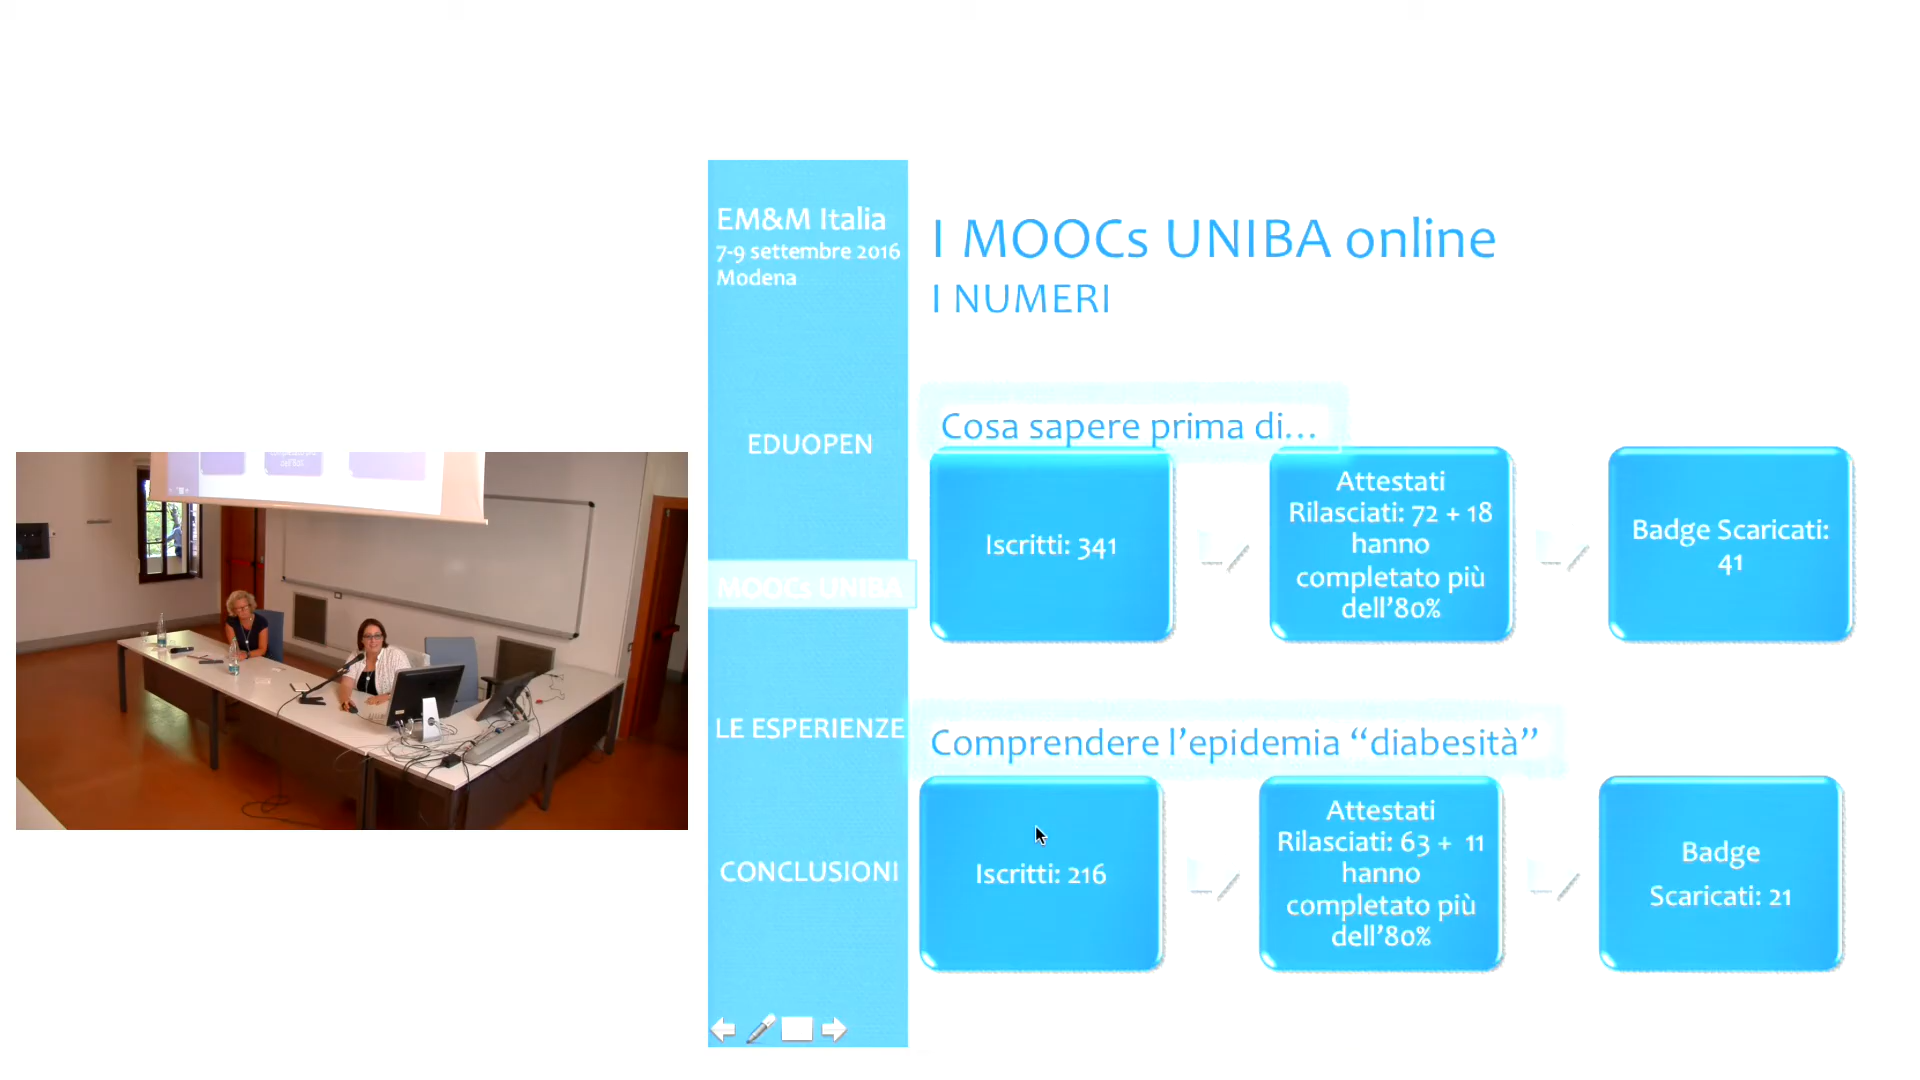 EM&M Italia
7-9 settembre 2016
Modena
EDUOPEN
MOOCs UNIBA
LE ESPERIENZE
CONCLUSIONI
I MOOCs UNIBA online
I NUMERI
Cosa sapere prima di...
Iscritti: 341
Attestati
Rilasciati: 72 + 18
hanno
completato più
dell'80%
Badge Scaricati:
41
Comprendere l'epidemia “diabesità”
Iscritti: 216
Attestati
Rilasciati: 63 + 11
hanno
completato più
dell'80%
Badge
Scaricati: 21